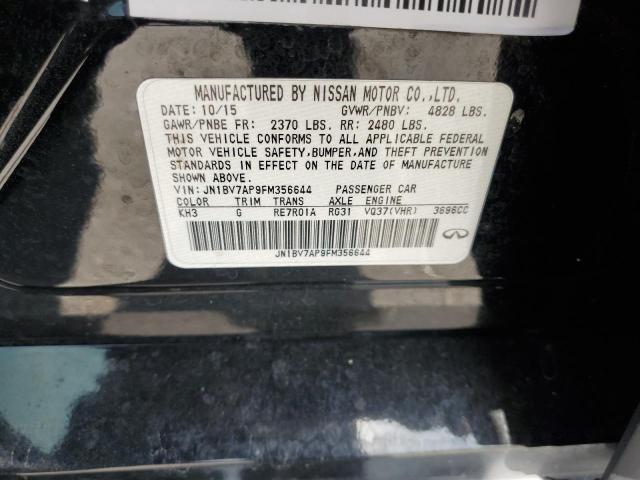 MANUFACTURED BY NISSAN MOTOR CO.,LTD.
DATE: 10/15 GVWR/PNBV: 4828 LBS.
GAWR/PNBE FR: 2370 LBS. RR: 2480 LBS.
THIS VEHICLE CONFORMS TO ALL APPLICABLE FEDERAL
MOTOR VEHICLE SAFETY, BUMPER, AND THEFT PREVENTION
STANDARDS IN EFFECT ON THE DATE OF MANUFACTURE
SHOWN ABOVE.
VIN: JN1BV7AP9FM356644 PASSENGER CAR
COLOR TRIM TRANS AXLE ENGINE
KH3 G RE7R01A RG31 VQ37(VHR) 3696CC
JN1BV7AP9FM356644